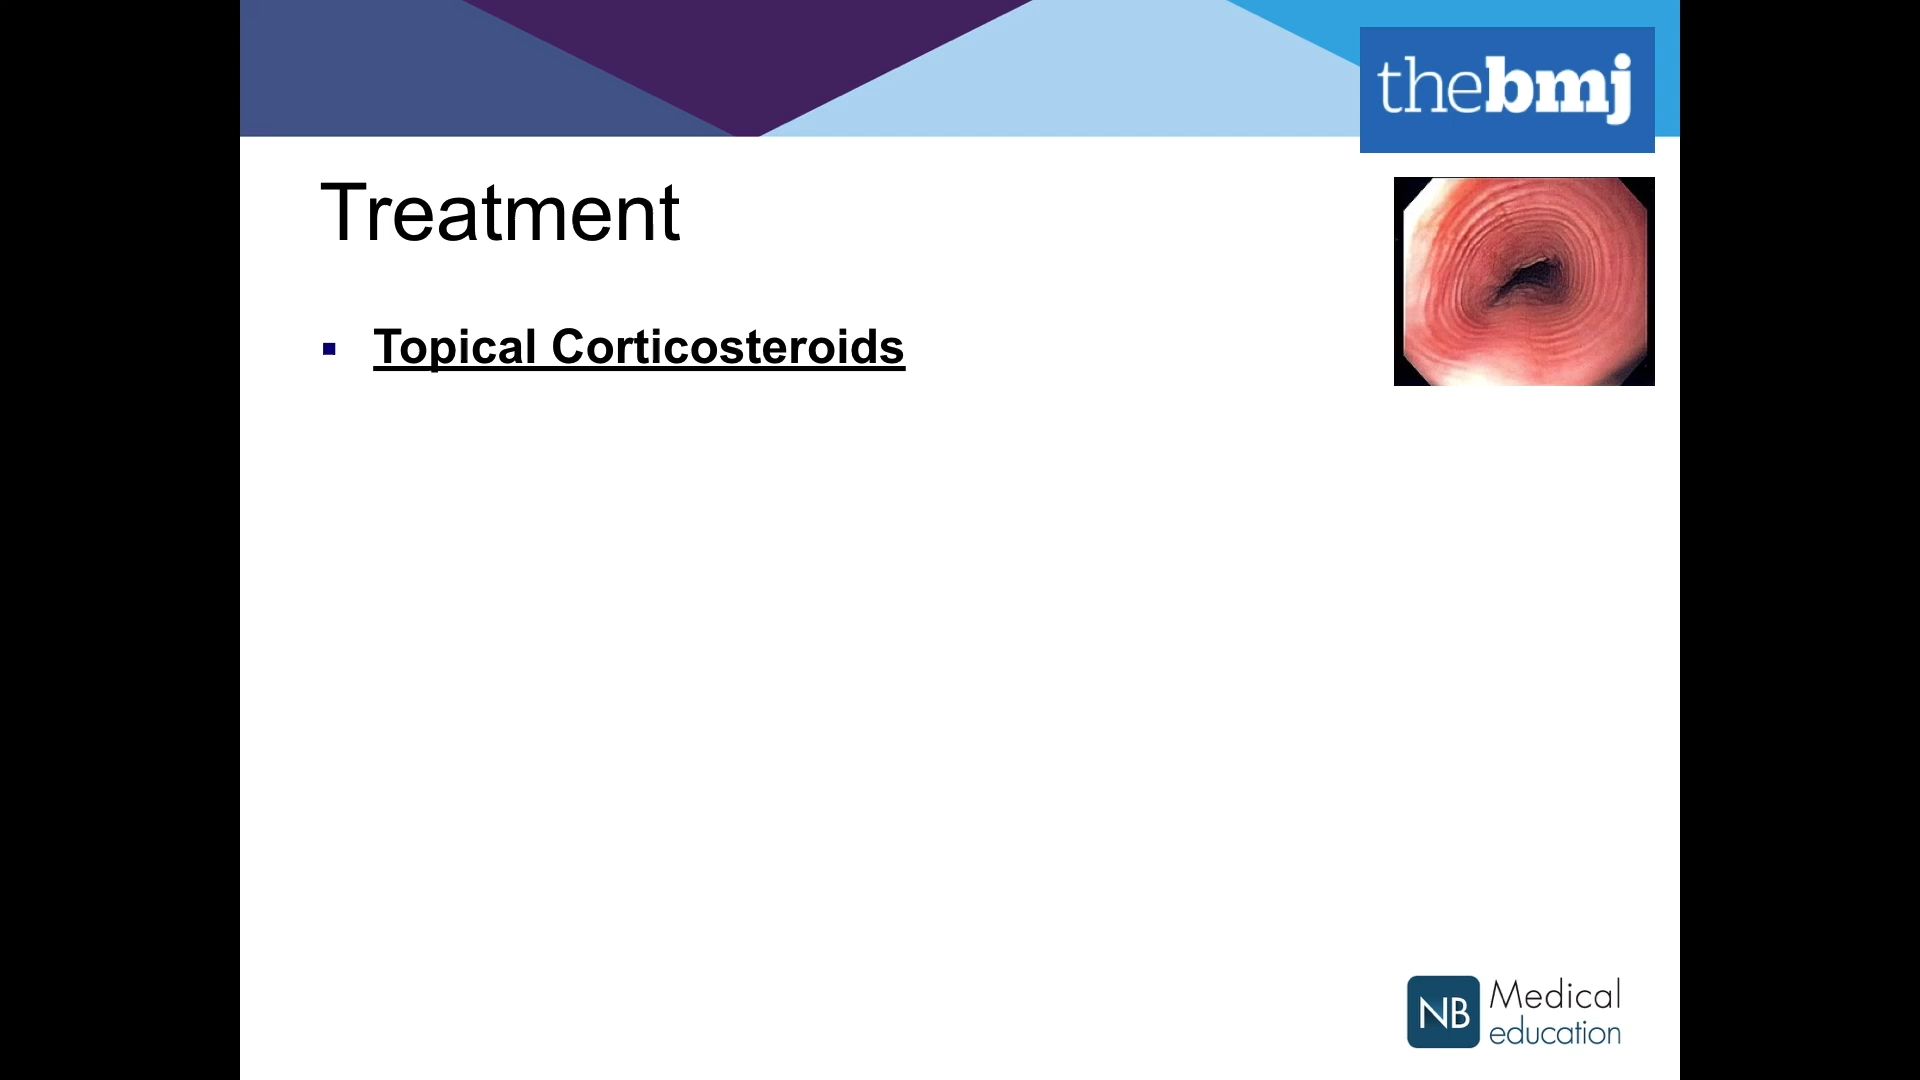 thebmj
Treatment
Topical Corticosteroids
NB Medical
education